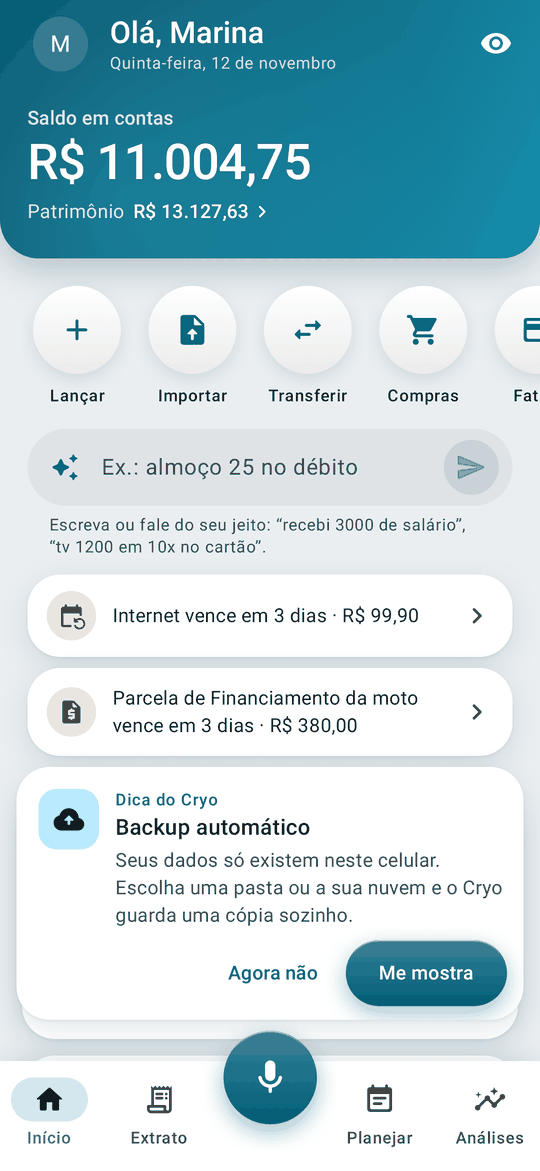 M
Olá, Marina
Quinta-feira, 12 de novembro
Saldo em contas
R$ 11.004,75
Patrimônio R$ 13.127,63
Lançar
Importar
Transferir
Compras
Fat
Ex.: almoço 25 no débito
Escreva ou fale do seu jeito: “recebi 3000 de salário”,
“tv 1200 em 10x no cartão”.
Internet vence em 3 dias · R$ 99,90
Parcela de Financiamento da moto
vence em 3 dias · R$ 380,00
Dica do Cryo
Backup automático
Seus dados só existem neste celular.
Escolha uma pasta ou a sua nuvem e o Cryo
guarda uma cópia sozinho.
Agora não
Me mostra
Início
Extrato
Planejar
Análises